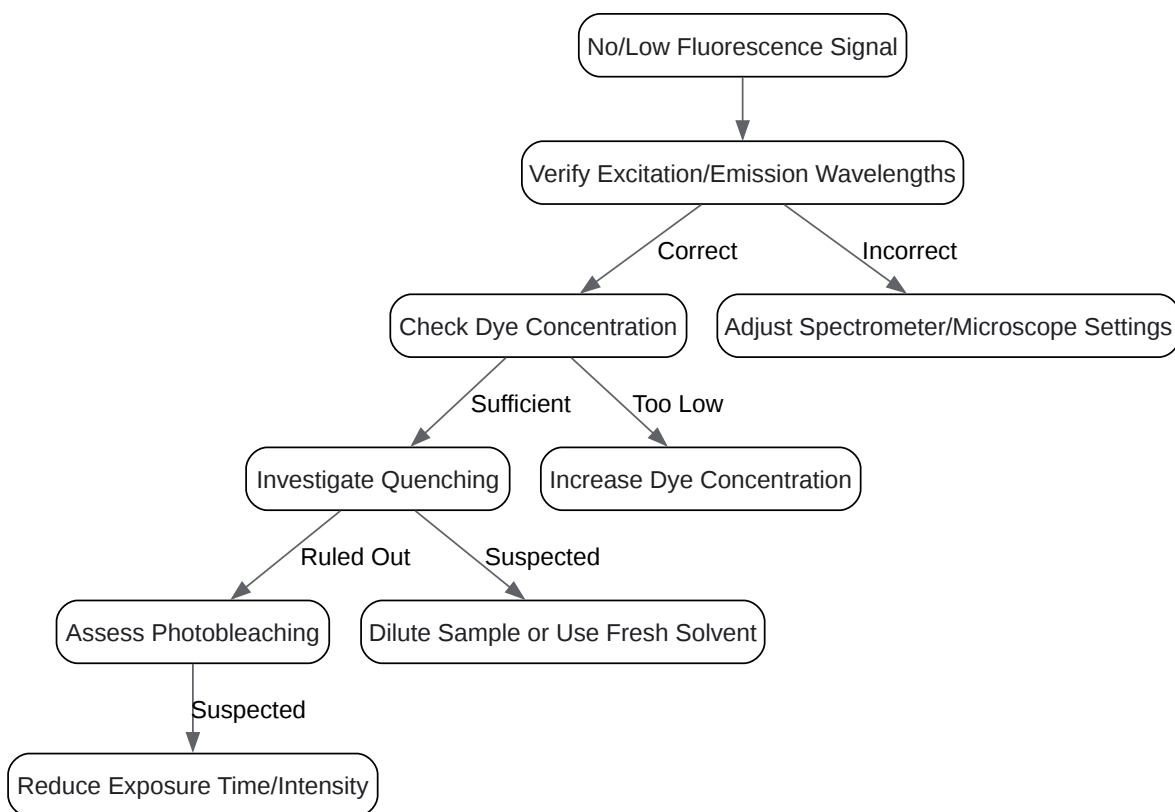 No/Low Fluorescence Signal
Verify Excitation/Emission Wavelengths
Correct
Incorrect
Check Dye Concentration
Adjust Spectrometer/Microscope Settings
Sufficient
Too Low
Investigate Quenching
Increase Dye Concentration
Ruled Out
Suspected
Assess Photobleaching
Dilute Sample or Use Fresh Solvent
Suspected
Reduce Exposure Time/Intensity